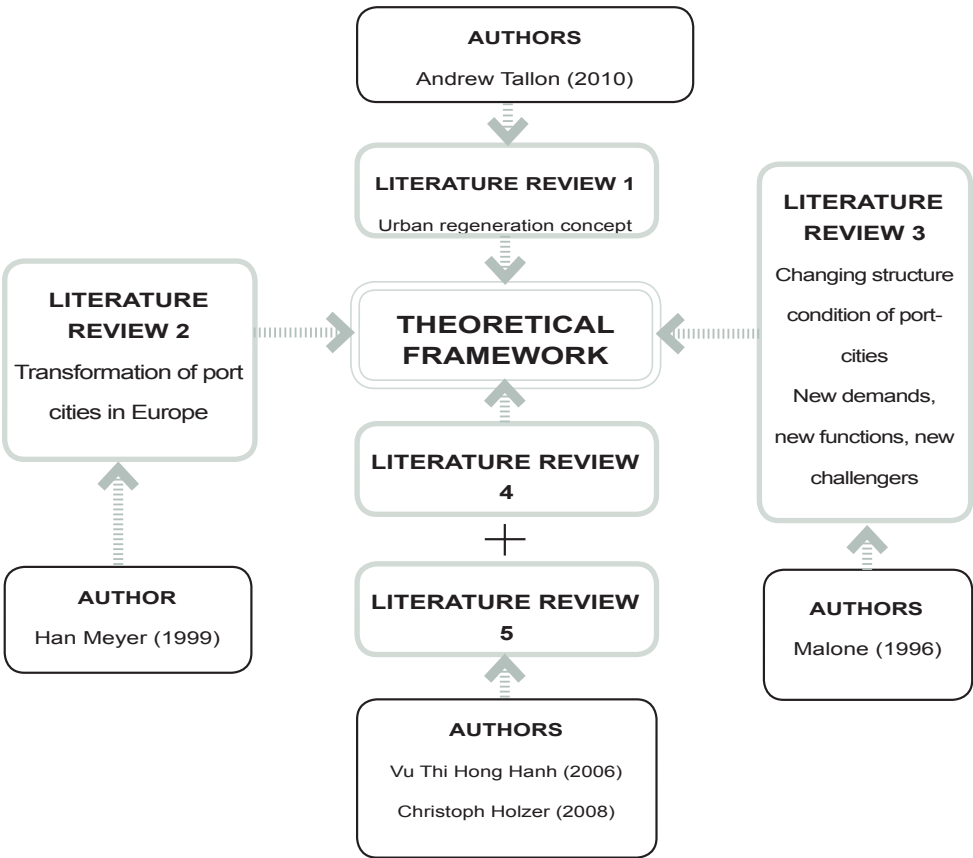 AUTHORS
Andrew Tallon (2010)
LITERATURE REVIEW 1
Urban regeneration concept
LITERATURE
REVIEW 2
Transformation of port
cities in Europe
THEORETICAL
FRAMEWORK
LITERATURE
REVIEW 3
Changing structure
condition of port-
cities
New demands,
new functions, new
challengers
LITERATURE REVIEW
4
+
LITERATURE REVIEW
5
AUTHOR
Han Meyer (1999)
AUTHORS
Malone (1996)
AUTHORS
Vu Thi Hong Hanh (2006)
Christoph Holzer (2008)